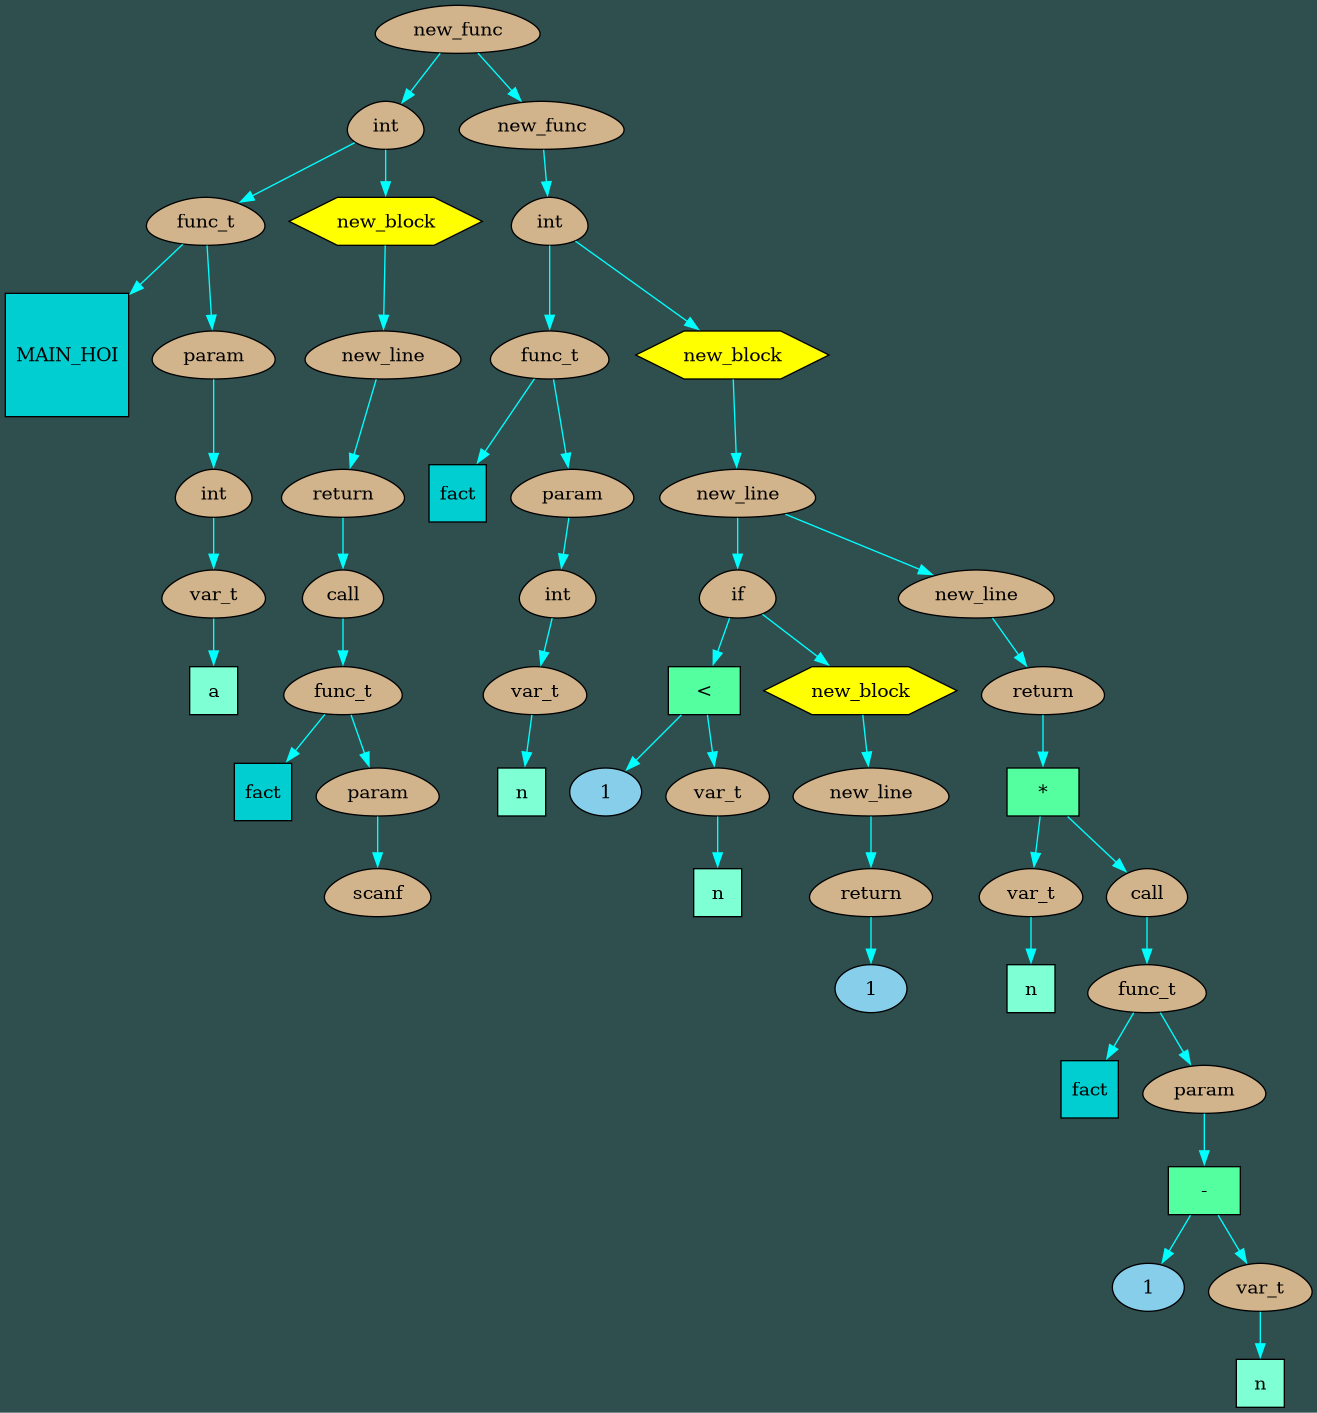 new_func
int
new_func
func_t
new_block
int
MAIN_HOI
param
new_line
func_t
new_block
int
return
fact
param
new_line
var_t
call
int
if
new_line
a
func_t
var_t
<
new_block
return
fact
param
n
1
var_t
new_line
*
scanf
n
return
var_t
call
1
n
func_t
fact
param
-
1
var_t
n